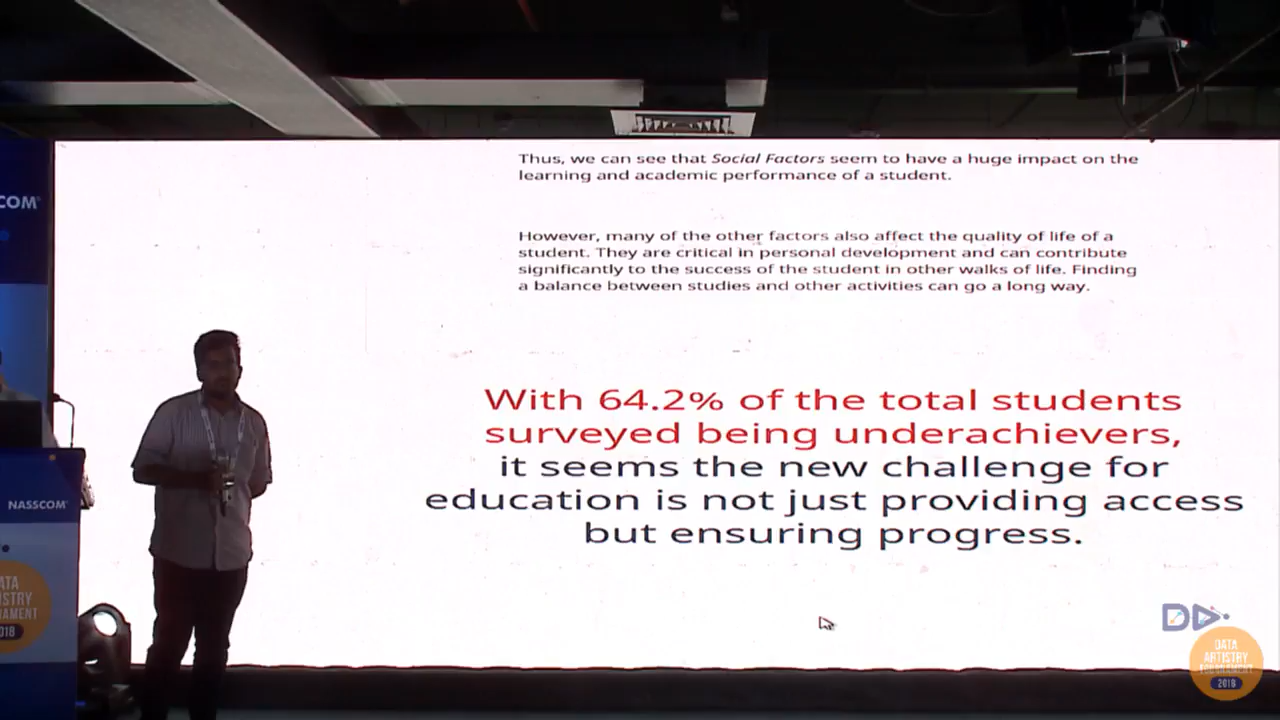 COM
Thus, we can see that Social Factors seem to have a huge impact on the
learning and academic performance of a student.
However, many of the other factors also affect the quality of life of a
student. They are critical in personal development and can contribute
significantly to the success of the student in other walks of life. Finding
a balance between studies and other activities can go a long way.
With 64.2% of the total students
surveyed being underachievers,
it seems the new challenge for
education is not just providing access
but ensuring progress.
NASSCOM
ATA
ISTRY
NAMENT
018
DATA
ARTISTRY
TOURNAMENT
2018